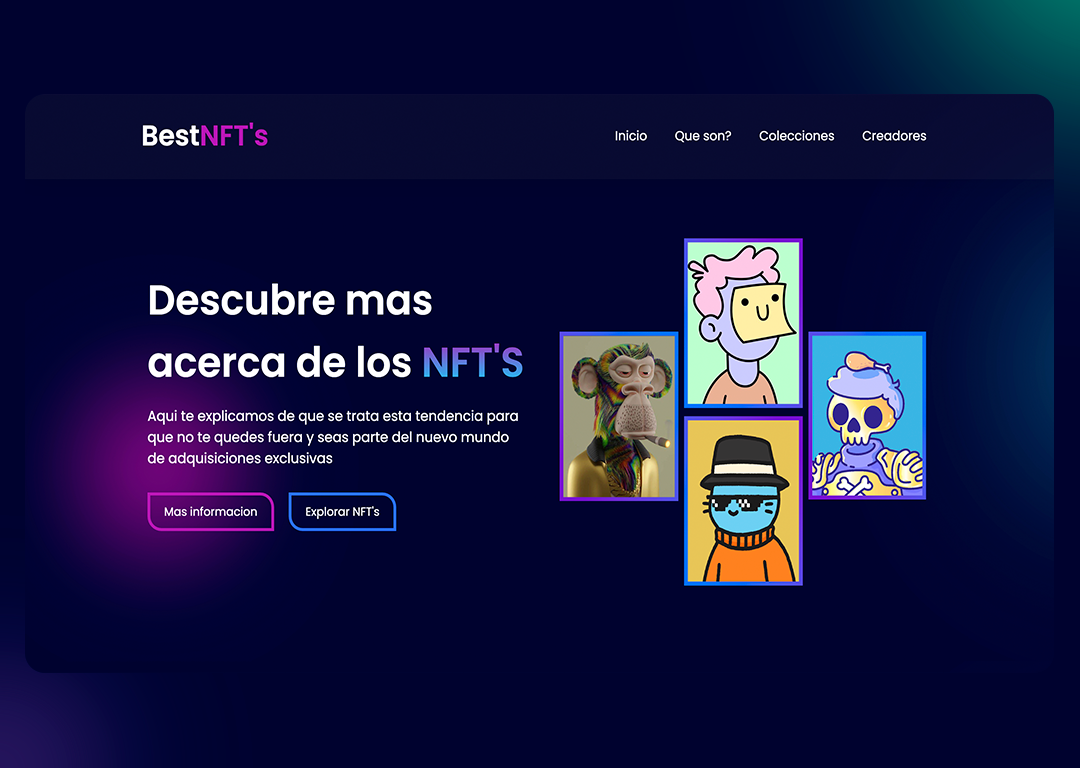 BestNFT's
Inicio Que son? Colecciones Creadores
Descubre mas
acerca de los NFT'S
Aqui te explicamos de que se trata esta tendencia para
que no te quedes fuera y seas parte del nuevo mundo
de adquisiciones exclusivas
Mas informacion Explorar NFT's